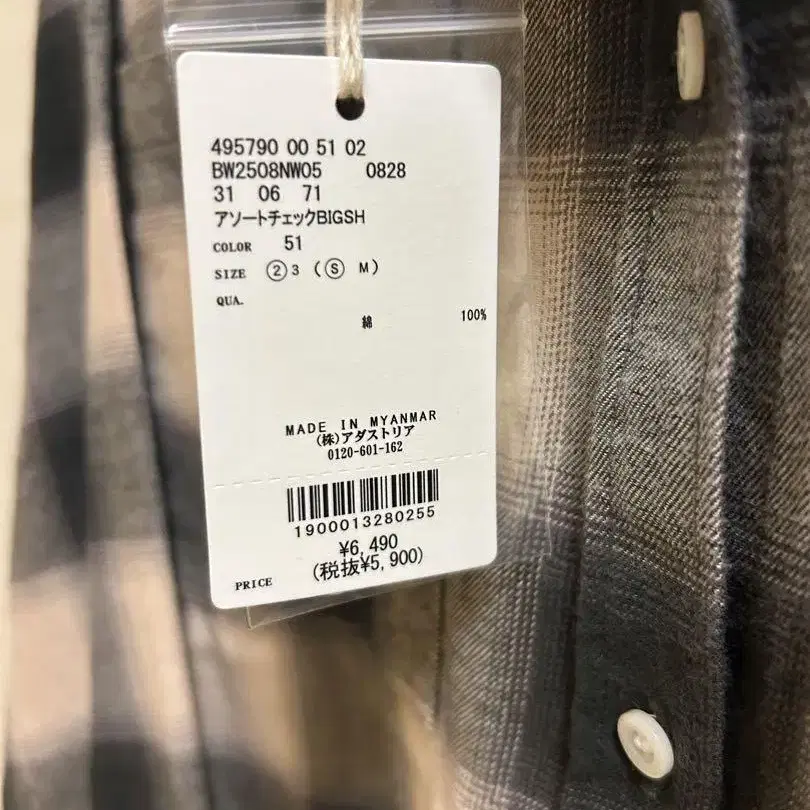 495790 00 51 02
BW2508NW05 0828
31 06 71
アソートチェックBIGSH
COLOR 51
SIZE ②3 (Ⓢ M)
QUA.
綿 100%
MADE IN MYANMAR
(株)アダストリア
0120-601-162
1900013280255
¥6,490
PRICE (税抜¥5,900)